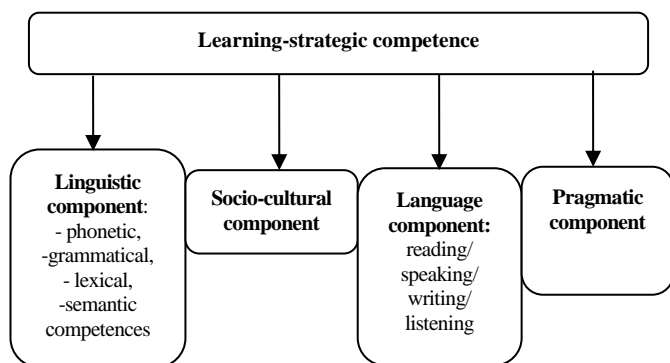 Learning-strategic competence
Linguistic
component:
- phonetic,
-grammatical,
- lexical,
-semantic
competences
Socio-cultural
component
Language
component:
reading/
speaking/
writing/
listening
Pragmatic
component